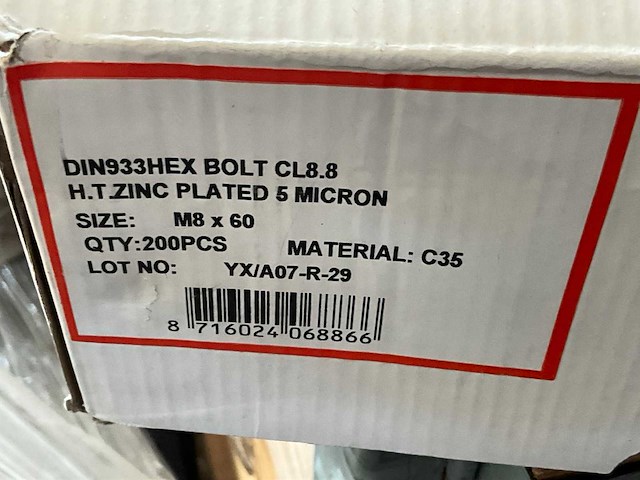 DIN933HEX BOLT CL8.8
H.T.ZINC PLATED 5 MICRON
SIZE: M8 x 60
QTY:200PCS MATERIAL: C35
LOT NO: YX/A07-R-29
8 716024 068866